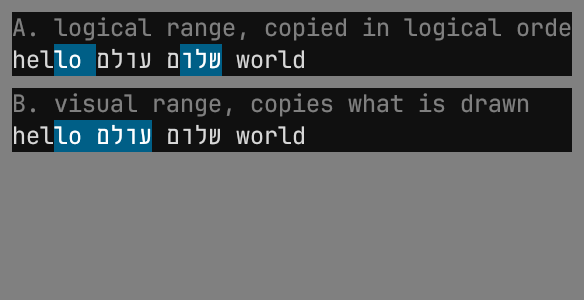 A. logical range, copied in logical orde
hello שלום עולם world
B. visual range, copies what is drawn
hello שלום עולם world